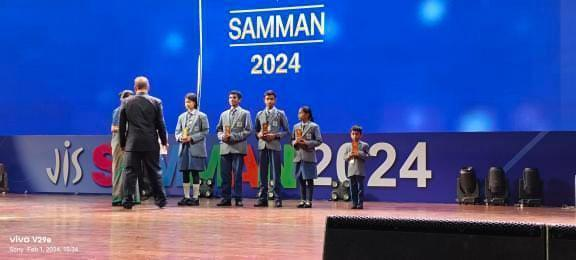 SAMMAN
2024
JIS SAMMAN 2024
vivo V29e
Sony · Feb 1, 2024, 15:34